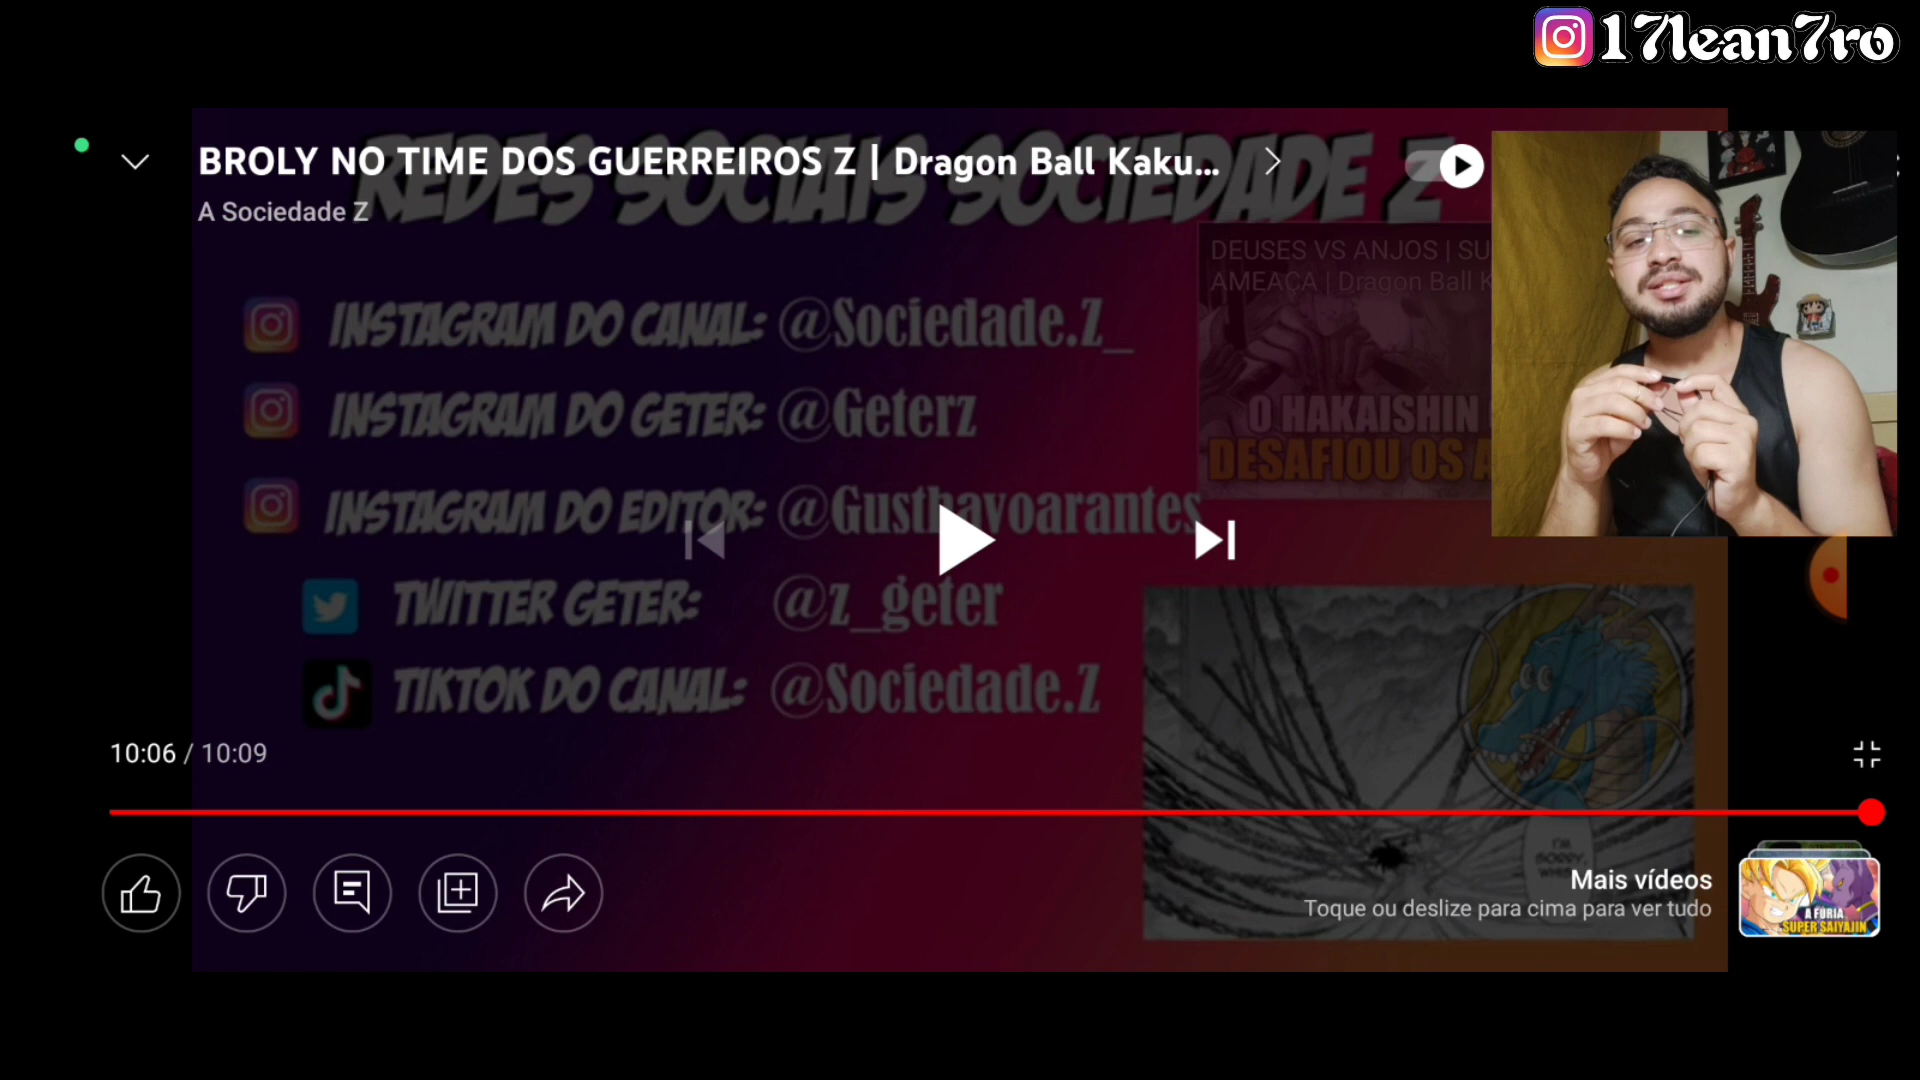 17lean7ro
BROLY NO TIME DOS GUERREIROS Z | Dragon Ball Kaku...
A Sociedade Z
REDES SOCIAIS SOCIEDADE Z
DEUSES VS ANJOS | SU
AMEAÇA | Dragon Ball K
O HAKAISHIN
DESAFIOU OS A
INSTAGRAM DO CANAL: @Sociedade.Z_
INSTAGRAM DO GETER: @Geterz
INSTAGRAM DO EDITOR: @Gusthavoarantes
TWITTER GETER: @z_geter
TIKTOK DO CANAL: @Sociedade.Z
10:06 / 10:09
I'M
SORRY,
Mais vídeos
Toque ou deslize para cima para ver tudo
A FÚRIA
SUPER SAIYAJIN